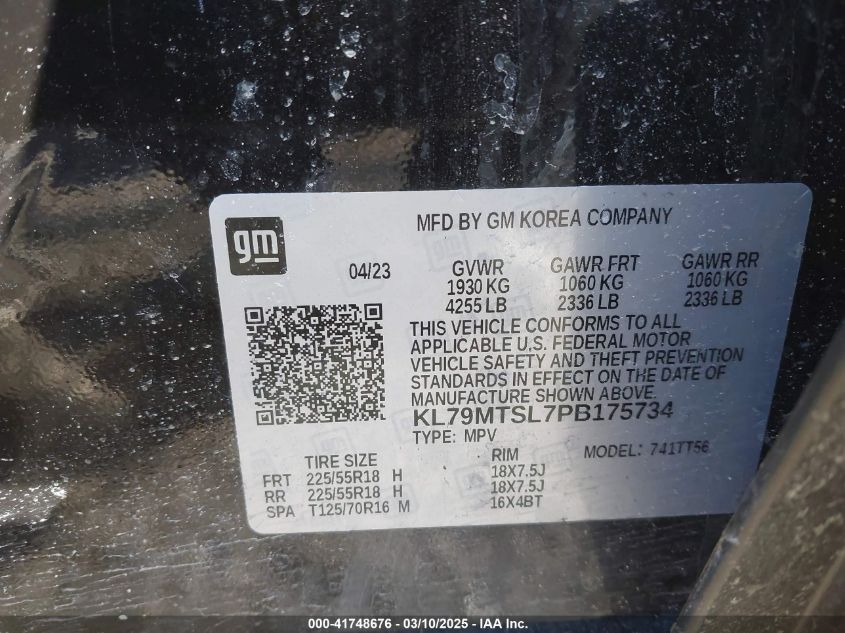 gm
MFD BY GM KOREA COMPANY
04/23 GVWR GAWR FRT GAWR RR
1930 KG 1060 KG 1060 KG
4255 LB 2336 LB 2336 LB
THIS VEHICLE CONFORMS TO ALL
APPLICABLE U.S. FEDERAL MOTOR
VEHICLE SAFETY AND THEFT PREVENTION
STANDARDS IN EFFECT ON THE DATE OF
MANUFACTURE SHOWN ABOVE.
KL79MTSL7PB175734
TYPE: MPV MODEL: 741TT56
TIRE SIZE RIM
FRT 225/55R18 H 18X7.5J
RR 225/55R18 H 18X7.5J
SPA T125/70R16 M 16X4BT
000-41748676 — 03/10/2025 — IAA, Inc.